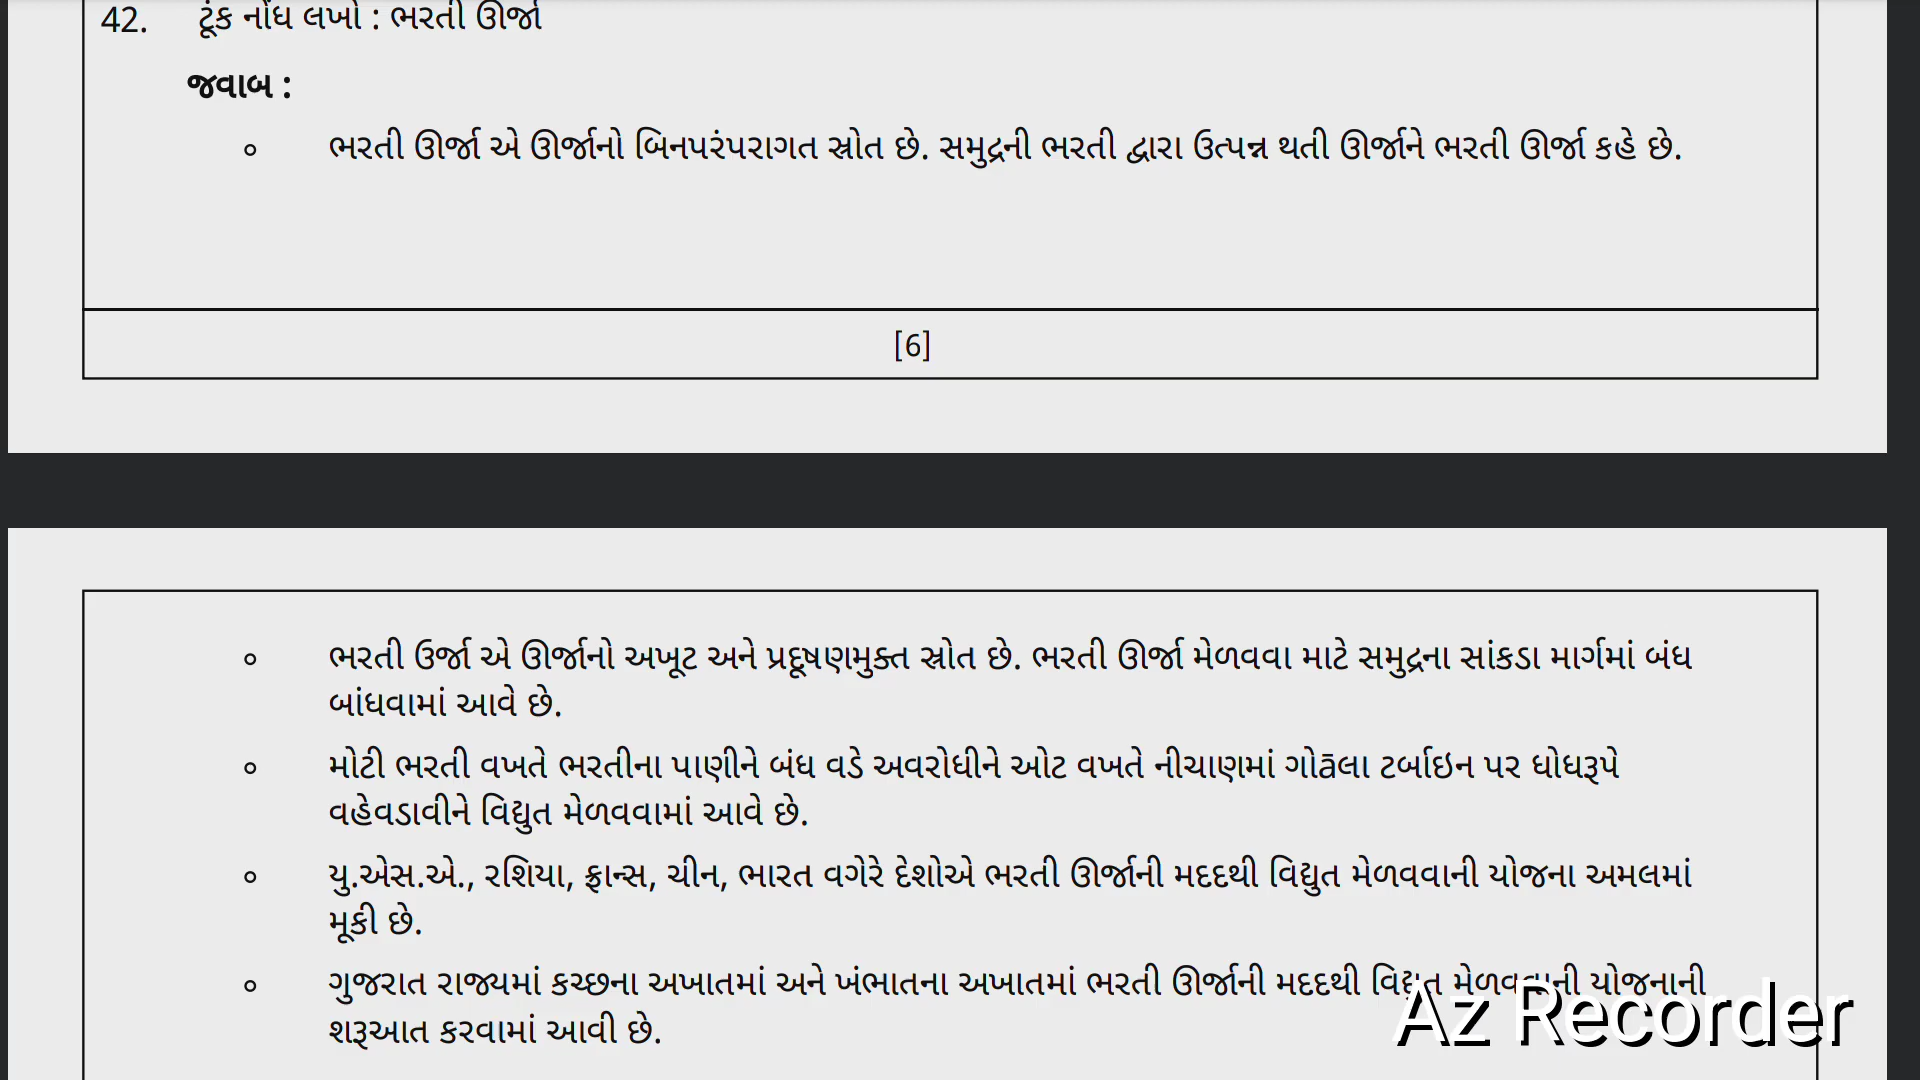 42. ટૂંક નોંધ લખો : ભરતી ઊર્જા
જવાબ :
○ ભરતી ઊર્જા એ ઊર્જાનો બિનપરંપરાગત સ્રોત છે. સમુદ્રની ભરતી દ્વારા ઉત્પન્ન થતી ઊર્જાને ભરતી ઊર્જા કહે છે.
[6]
○ ભરતી ઉર્જા એ ઊર્જાનો અખૂટ અને પ્રદૂષણમુક્ત સ્રોત છે. ભરતી ઊર્જા મેળવવા માટે સમુદ્રના સાંકડા માર્ગમાં બંધ
બાંધવામાં આવે છે.
○ મોટી ભરતી વખતે ભરતીના પાણીને બંધ વડે અવરોધીને ઓટ વખતે નીચાણમાં ગોāલા ટર્બાઇન પર ધોધરૂપે
વહેવડાવીને વિદ્યુત મેળવવામાં આવે છે.
○ યુ.એસ.એ., રશિયા, ફ્રાન્સ, ચીન, ભારત વગેરે દેશોએ ભરતી ઊર્જાની મદદથી વિદ્યુત મેળવવાની યોજના અમલમાં
મૂકી છે.
○ ગુજરાત રાજ્યમાં કચ્છના અખાતમાં અને ખંભાતના અખાતમાં ભરતી ઊર્જાની મદદથી વિદ્યુત મેળવવાની યોજનાની
શરૂઆત કરવામાં આવી છે.
Az Recorder